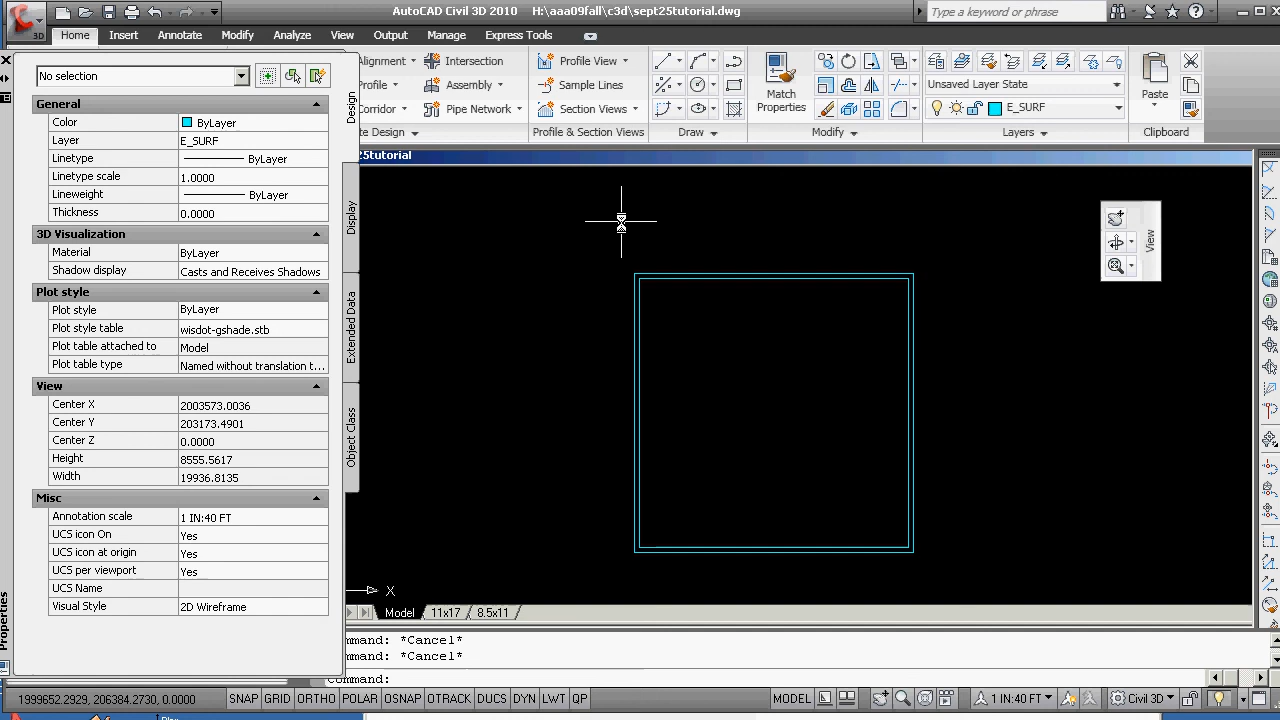 AutoCAD Civil 3D 2010 H:\aaa09fall\c3d\sept25tutorial.dwg
Type a keyword or phrase
3D
Home Insert Annotate Modify Analyze View Output Manage Express Tools
No selection
Alignment Intersection Profile View
Profile Assembly Sample Lines
Corridor Pipe Network Section Views
Match
Properties
Unsaved Layer State
E_SURF
Paste
Design Profile & Section Views Draw Modify Layers Clipboard
25tutorial
General
Color ByLayer
Layer E_SURF
Linetype ByLayer
Linetype scale 1.0000
Lineweight ByLayer
Thickness 0.0000
3D Visualization
Material ByLayer
Shadow display Casts and Receives Shadows
Plot style
Plot style ByLayer
Plot style table wisdot-gshade.stb
Plot table attached to Model
Plot table type Named without translation t...
View
Center X 2003573.0036
Center Y 203173.4901
Center Z 0.0000
Height 8555.5617
Width 19936.8135
Misc
Annotation scale 1 IN:40 FT
UCS icon On Yes
UCS icon at origin Yes
UCS per viewport Yes
UCS Name
Visual Style 2D Wireframe
Properties
Design
Display
Extended Data
Object Class
View
X
Model 11x17 8.5x11
mmand: *Cancel*
mmand: *Cancel*
mmand:
1999652.2929, 206384.2730, 0.0000 SNAP GRID ORTHO POLAR OSNAP OTRACK DUCS DYN LWT QP MODEL 1 IN:40 FT Civil 3D